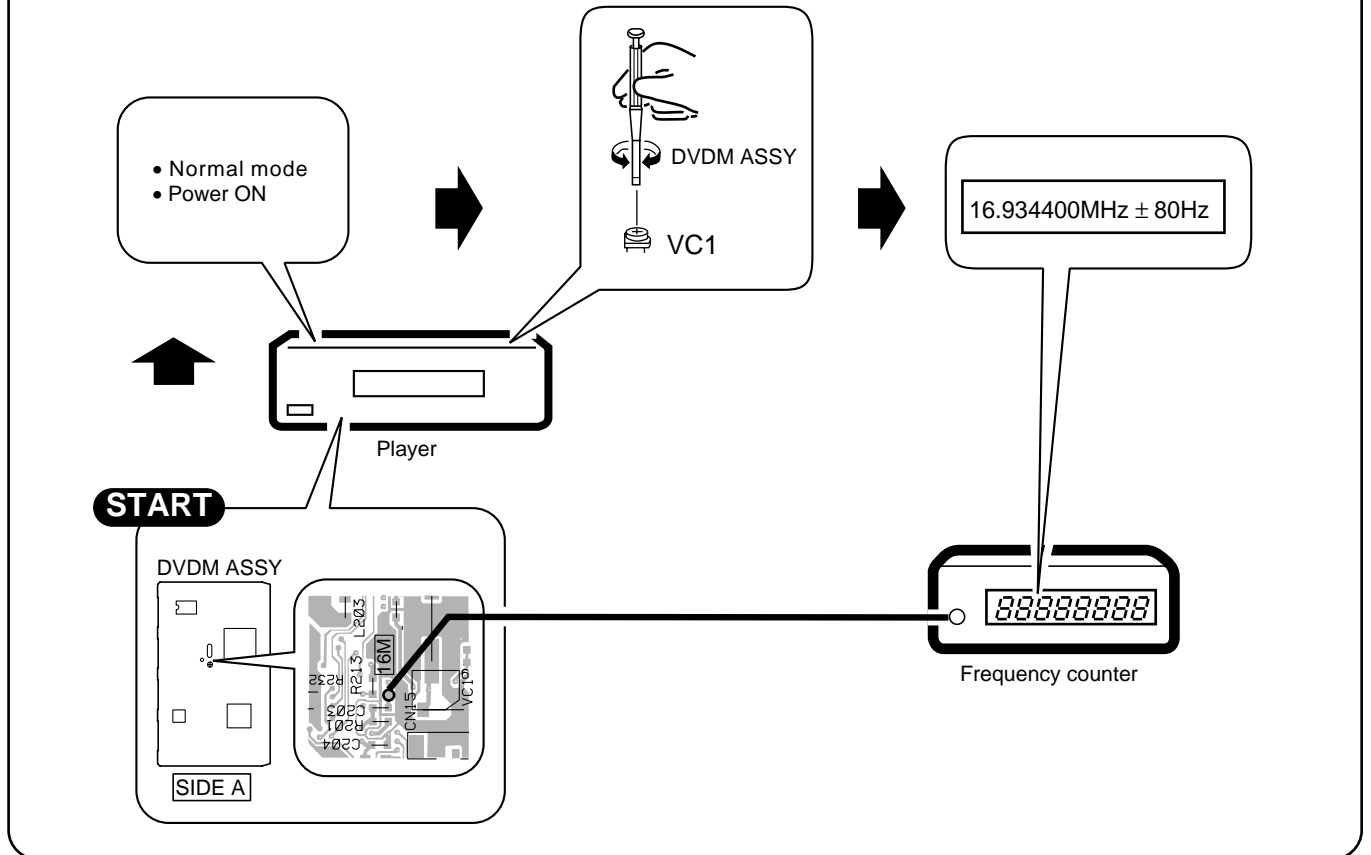 • Normal mode
• Power ON
DVDM ASSY
VC1
16.934400MHz ± 80Hz
Player
START
DVDM ASSY
SIDE A
L203
16M
R213
R232
C203
R201
C204
CN15
VC1
88888888
Frequency counter